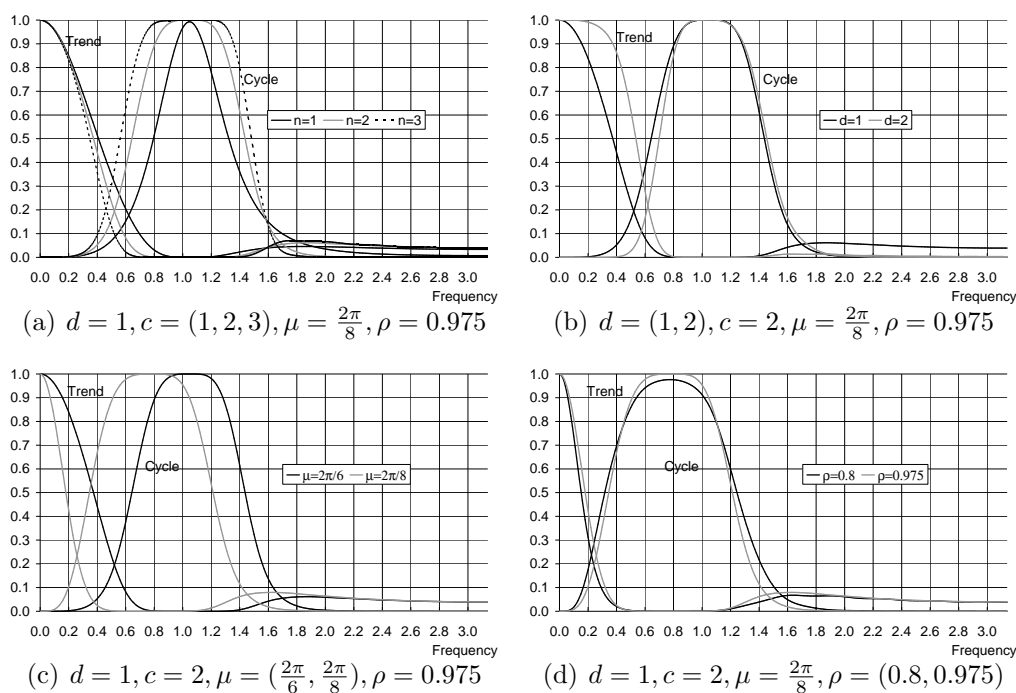 1.0
0.9
0.8
0.7
0.6
0.5
0.4
0.3
0.2
0.1
0.0
Trend
Cycle
n=1 n=2 n=3
0.0 0.2 0.4 0.6 0.8 1.0 1.2 1.4 1.6 1.8 2.0 2.2 2.4 2.6 2.8 3.0
Frequency
(a) d = 1, c = (1, 2, 3), μ = 2π/8, ρ = 0.975
1.0
0.9
0.8
0.7
0.6
0.5
0.4
0.3
0.2
0.1
0.0
Trend
Cycle
d=1 d=2
0.0 0.2 0.4 0.6 0.8 1.0 1.2 1.4 1.6 1.8 2.0 2.2 2.4 2.6 2.8 3.0
Frequency
(b) d = (1, 2), c = 2, μ = 2π/8, ρ = 0.975
1.0
0.9
0.8
0.7
0.6
0.5
0.4
0.3
0.2
0.1
0.0
Trend
Cycle
μ=2π/6 μ=2π/8
0.0 0.2 0.4 0.6 0.8 1.0 1.2 1.4 1.6 1.8 2.0 2.2 2.4 2.6 2.8 3.0
Frequency
(c) d = 1, c = 2, μ = (2π/6, 2π/8), ρ = 0.975
1.0
0.9
0.8
0.7
0.6
0.5
0.4
0.3
0.2
0.1
0.0
Trend
Cycle
ρ=0.8 ρ=0.975
0.0 0.2 0.4 0.6 0.8 1.0 1.2 1.4 1.6 1.8 2.0 2.2 2.4 2.6 2.8 3.0
Frequency
(d) d = 1, c = 2, μ = 2π/8, ρ = (0.8, 0.975)